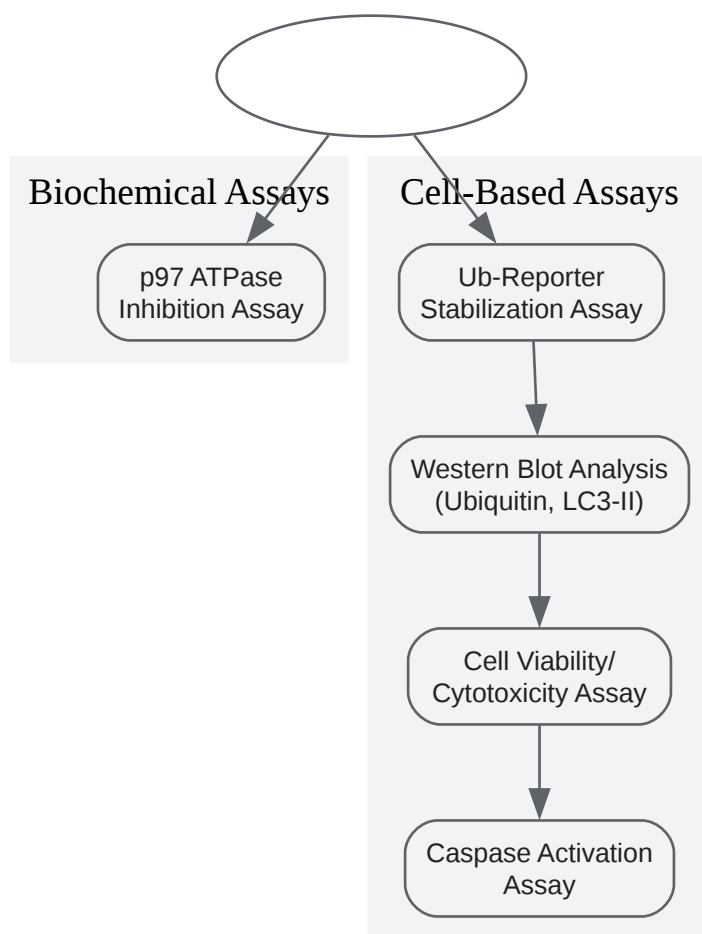 Biochemical Assays
p97 ATPase
Inhibition Assay
Cell-Based Assays
Ub-Reporter
Stabilization Assay
Western Blot Analysis
(Ubiquitin, LC3-II)
Cell Viability/
Cytotoxicity Assay
Caspase Activation
Assay